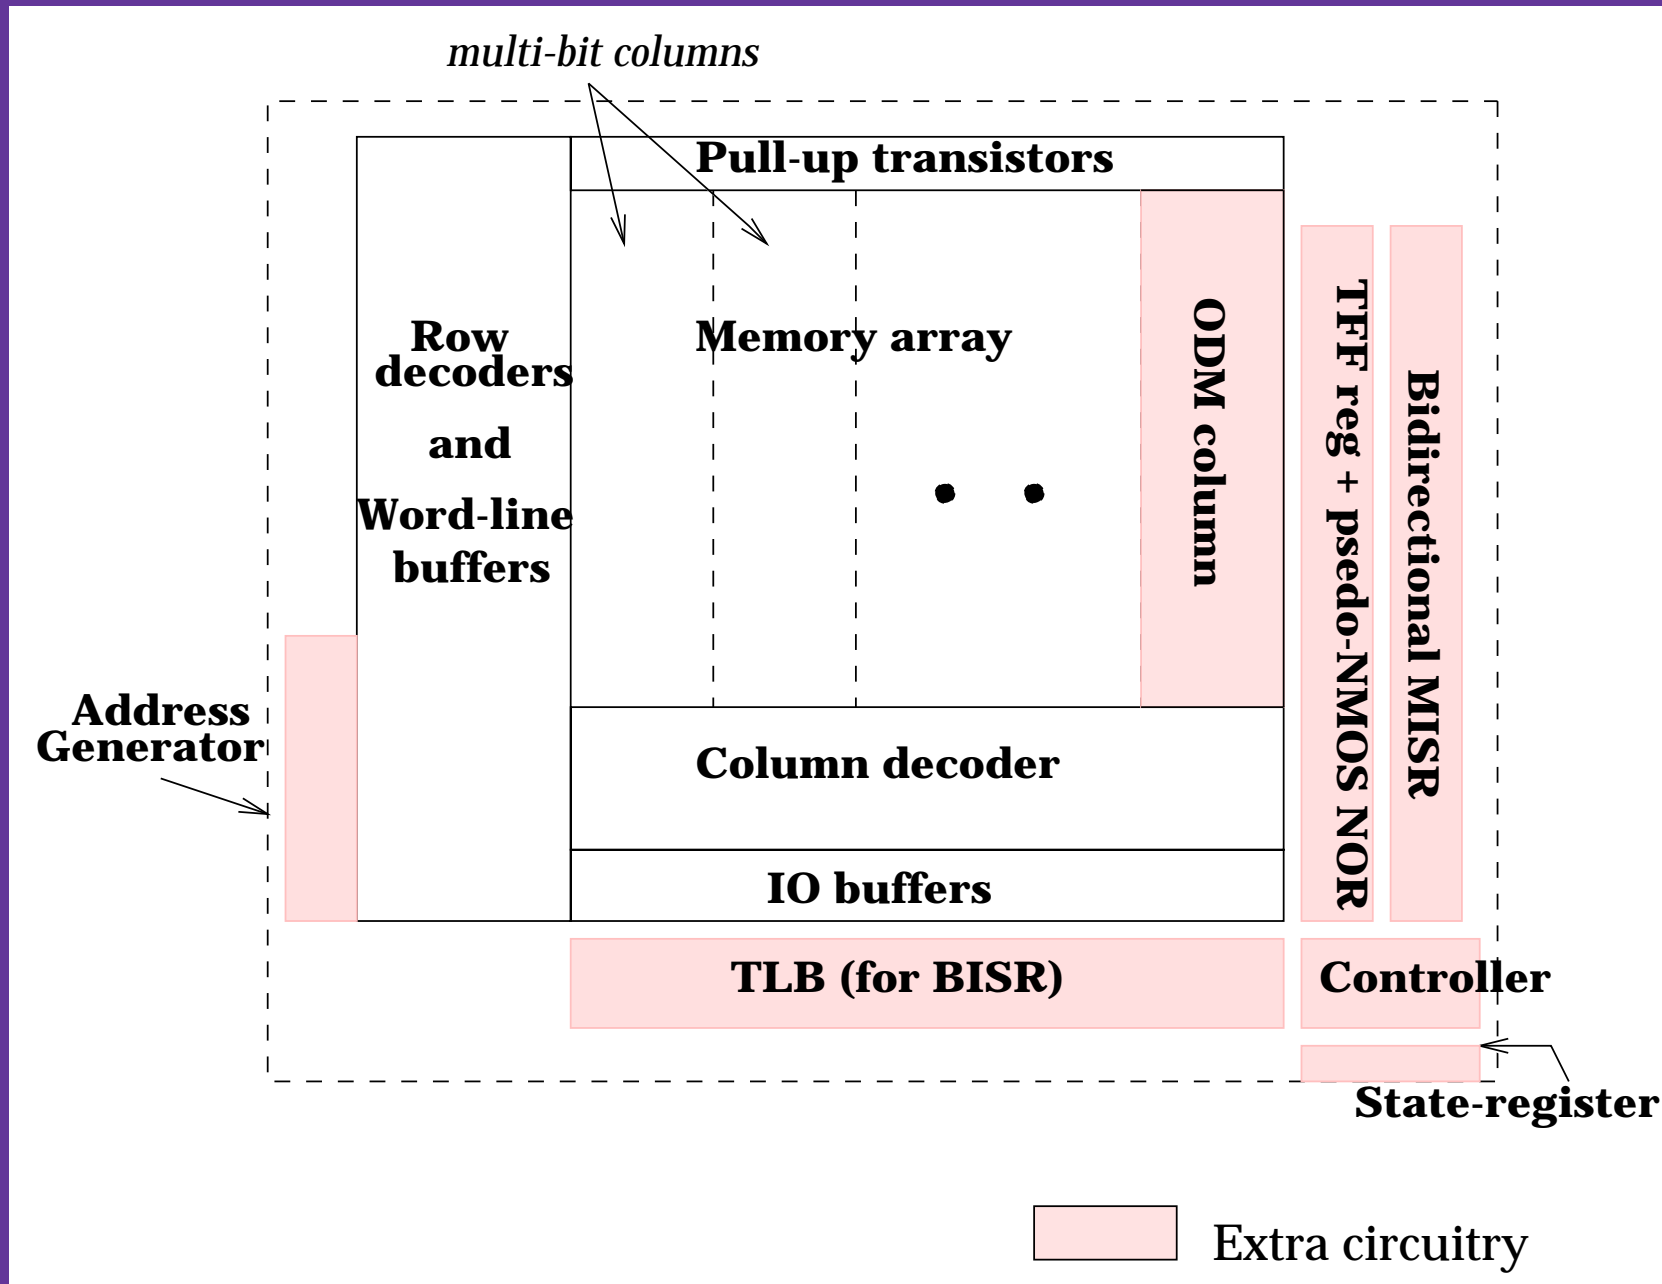 multi-bit columns
Pull-up transistors
Row
decoders
and
Word-line
buffers
Memory array
ODM column
TFF reg + psedo-NMOS NOR
Bidirectional MISR
Address
Generator
Column decoder
IO buffers
TLB (for BISR)
Controller
State-register
Extra circuitry